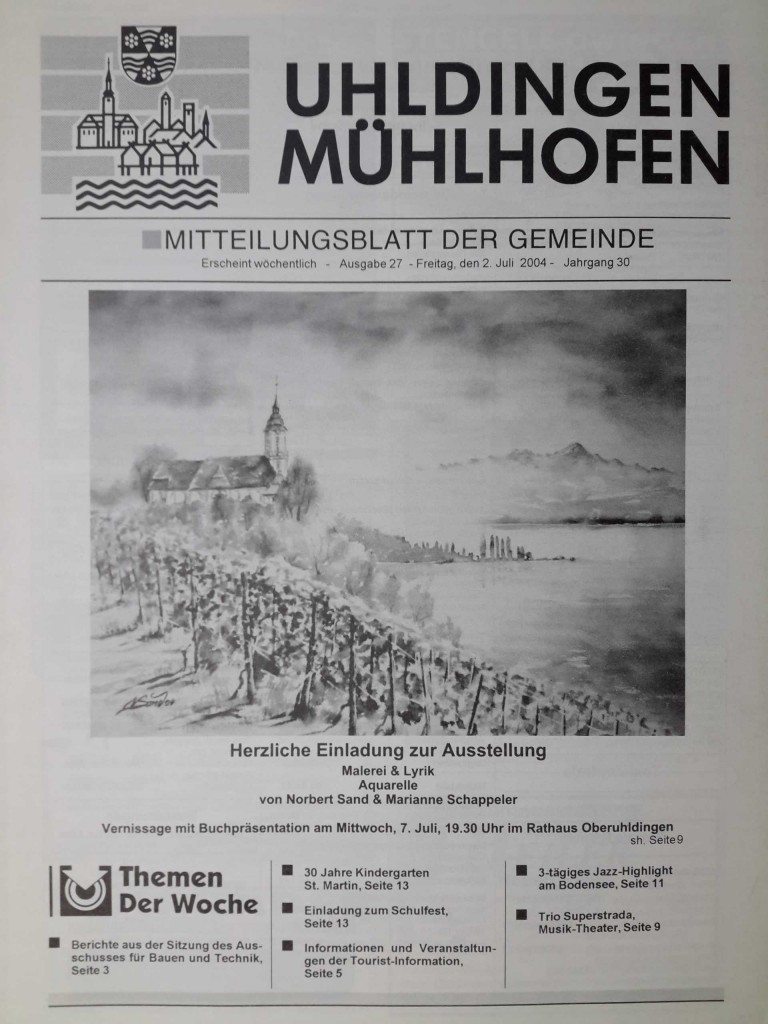 UHLDINGEN
MÜHLHOFEN
MITTEILUNGSBLATT DER GEMEINDE
Erscheint wöchentlich - Ausgabe 27 - Freitag, den 2. Juli 2004 - Jahrgang 30
Herzliche Einladung zur Ausstellung
Malerei & Lyrik
Aquarelle
von Norbert Sand & Marianne Schappeler
Vernissage mit Buchpräsentation am Mittwoch, 7. Juli, 19.30 Uhr im Rathaus Oberuhldingen
sh. Seite 9
Themen
Der Woche
Berichte aus der Sitzung des Aus-
schusses für Bauen und Technik,
Seite 3
30 Jahre Kindergarten
St. Martin, Seite 13
Einladung zum Schulfest,
Seite 13
Informationen und Veranstaltun-
gen der Tourist-Information,
Seite 5
3-tägiges Jazz-Highlight
am Bodensee, Seite 11
Trio Superstrada,
Musik-Theater, Seite 9